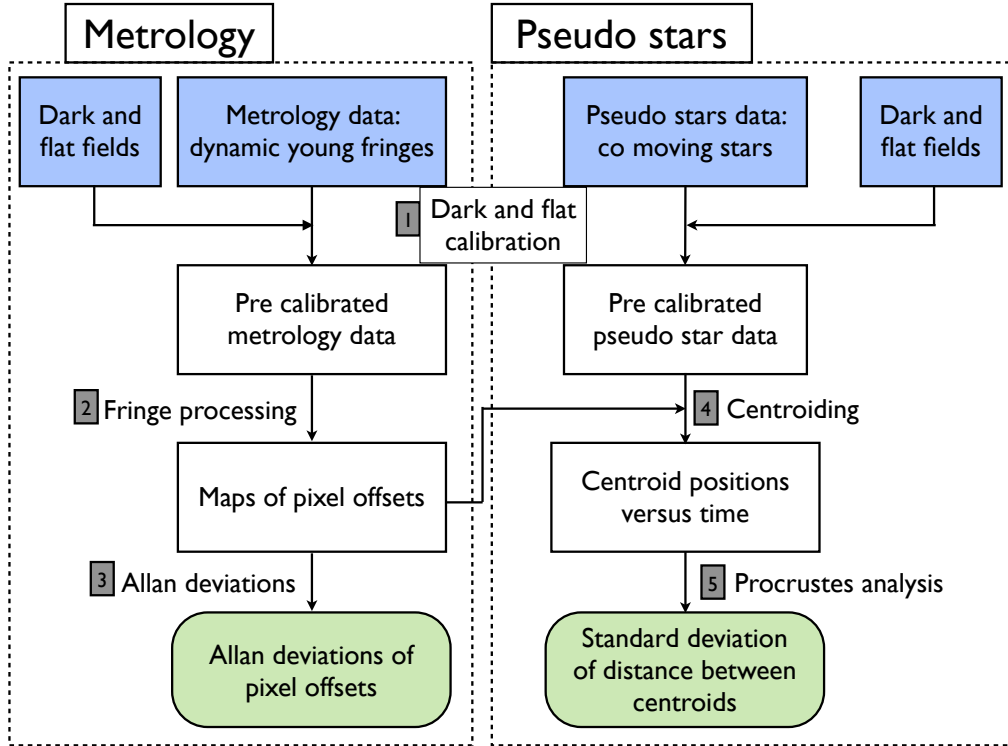 Metrology
Pseudo stars
Dark and
flat fields
Metrology data:
dynamic young fringes
Pseudo stars data:
co moving stars
Dark and
flat fields
1
Dark and flat
calibration
Pre calibrated
metrology data
Pre calibrated
pseudo star data
2 Fringe processing
4 Centroiding
Maps of pixel offsets
Centroid positions
versus time
3 Allan deviations
5 Procrustes analysis
Allan deviations of
pixel offsets
Standard deviation
of distance between
centroids